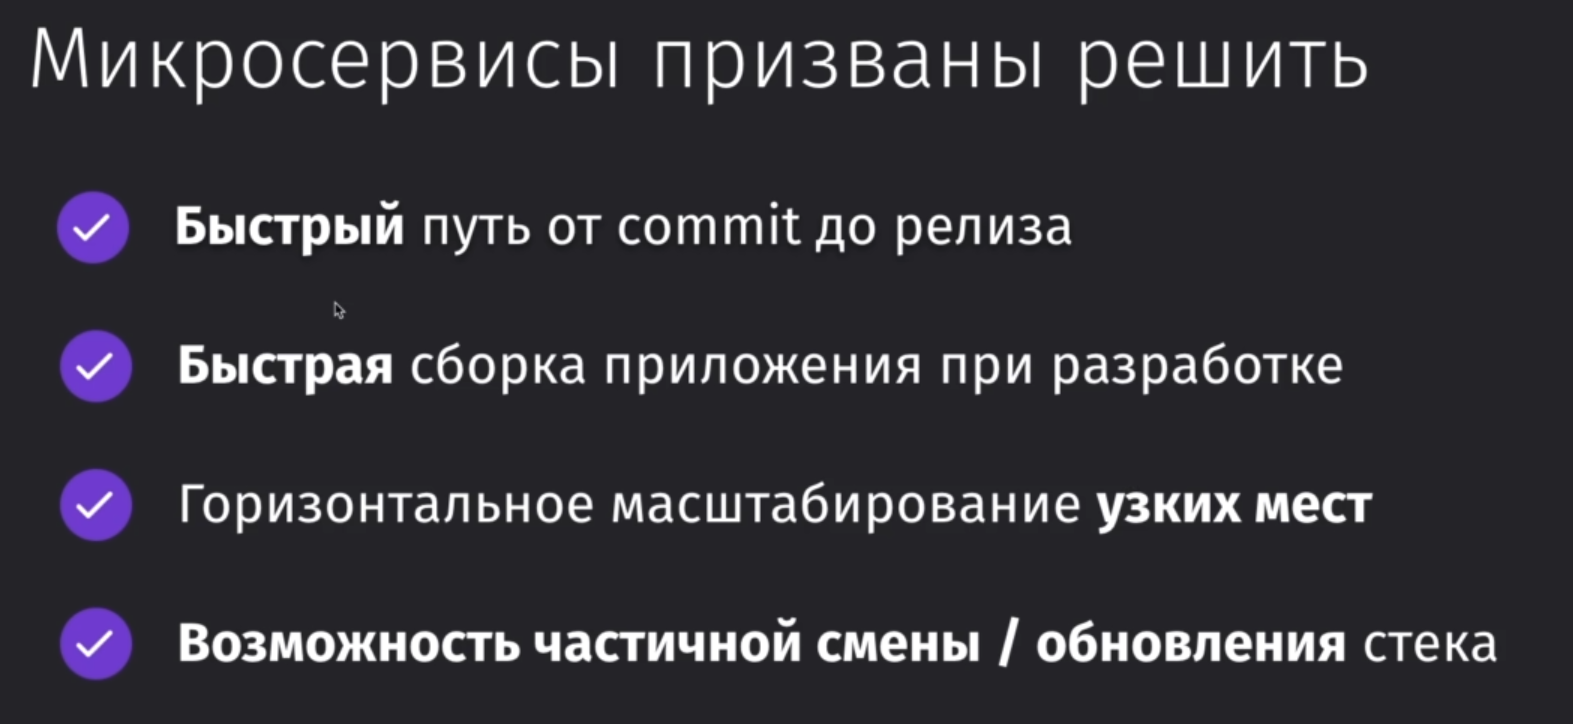 Микросервисы призваны решить
Быстрый путь от commit до релиза
Быстрая сборка приложения при разработке
Горизонтальное масштабирование узких мест
Возможность частичной смены / обновления стека